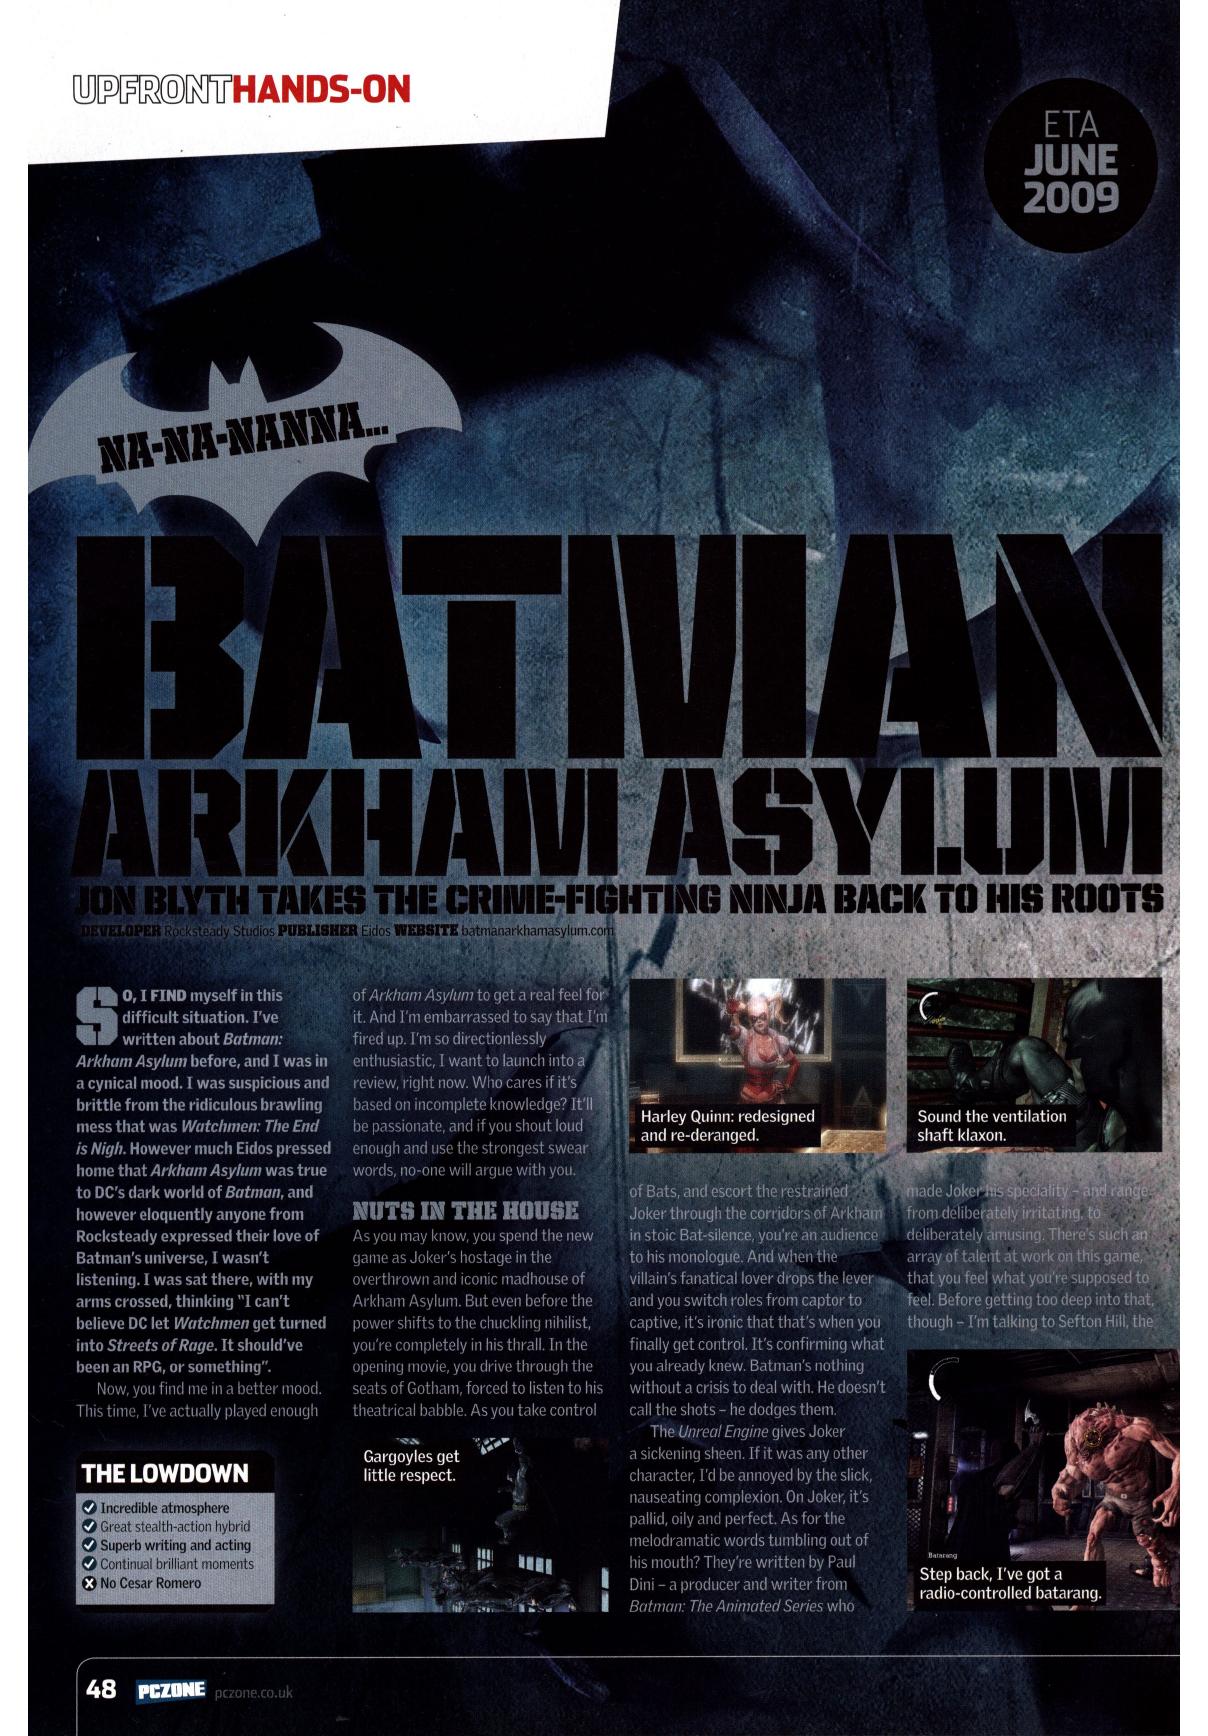 UPFRONTHANDS-ON
ETA
JUNE
2009
NA-NA-NANNA...
BATMAN
ARKHAM ASYLUM
JON BLYTH TAKES THE CRIME-FIGHTING NINJA BACK TO HIS ROOTS
DEVELOPER Rocksteady Studios PUBLISHER Eidos WEBSITE batmanarkhamasylum.com
SO, I FIND myself in this
difficult situation. I've
written about Batman:
Arkham Asylum before, and I was in
a cynical mood. I was suspicious and
brittle from the ridiculous brawling
mess that was Watchmen: The End
is Nigh. However much Eidos pressed
home that Arkham Asylum was true
to DC's dark world of Batman, and
however eloquently anyone from
Rocksteady expressed their love of
Batman's universe, I wasn't
listening. I was sat there, with my
arms crossed, thinking "I can't
believe DC let Watchmen get turned
into Streets of Rage. It should've
been an RPG, or something".
Now, you find me in a better mood.
This time, I've actually played enough
THE LOWDOWN
Incredible atmosphere
Great stealth-action hybrid
Superb writing and acting
Continual brilliant moments
No Cesar Romero
of Arkham Asylum to get a real feel for
it. And I'm embarrassed to say that I'm
fired up. I'm so directionlessly
enthusiastic, I want to launch into a
review, right now. Who cares if it's
based on incomplete knowledge? It'll
be passionate, and if you shout loud
enough and use the strongest swear
words, no-one will argue with you.
NUTS IN THE HOUSE
As you may know, you spend the new
game as Joker's hostage in the
overthrown and iconic madhouse of
Arkham Asylum. But even before the
power shifts to the chuckling nihilist,
you're completely in his thrall. In the
opening movie, you drive through the
seats of Gotham, forced to listen to his
theatrical babble. As you take control
Gargoyles get
little respect.
Harley Quinn: redesigned
and re-deranged.
of Bats, and escort the restrained
Joker through the corridors of Arkham
in stoic Bat-silence, you're an audience
to his monologue. And when the
villain's fanatical lover drops the lever
and you switch roles from captor to
captive, it's ironic that that's when you
finally get control. It's confirming what
you already knew. Batman's nothing
without a crisis to deal with. He doesn't
call the shots – he dodges them.
The Unreal Engine gives Joker
a sickening sheen. If it was any other
character, I'd be annoyed by the slick,
nauseating complexion. On Joker, it's
pallid, oily and perfect. As for the
melodramatic words tumbling out of
his mouth? They're written by Paul
Dini – a producer and writer from
Batman: The Animated Series who
Sound the ventilation
shaft klaxon.
made Joker his speciality – and range
from deliberately irritating, to
deliberately amusing. There's such an
array of talent at work on this game,
that you feel what you're supposed to
feel. Before getting too deep into that,
though – I'm talking to Sefton Hill, the
Batarang
Step back, I've got a
radio-controlled batarang.
48 PCZONE pczone.co.uk